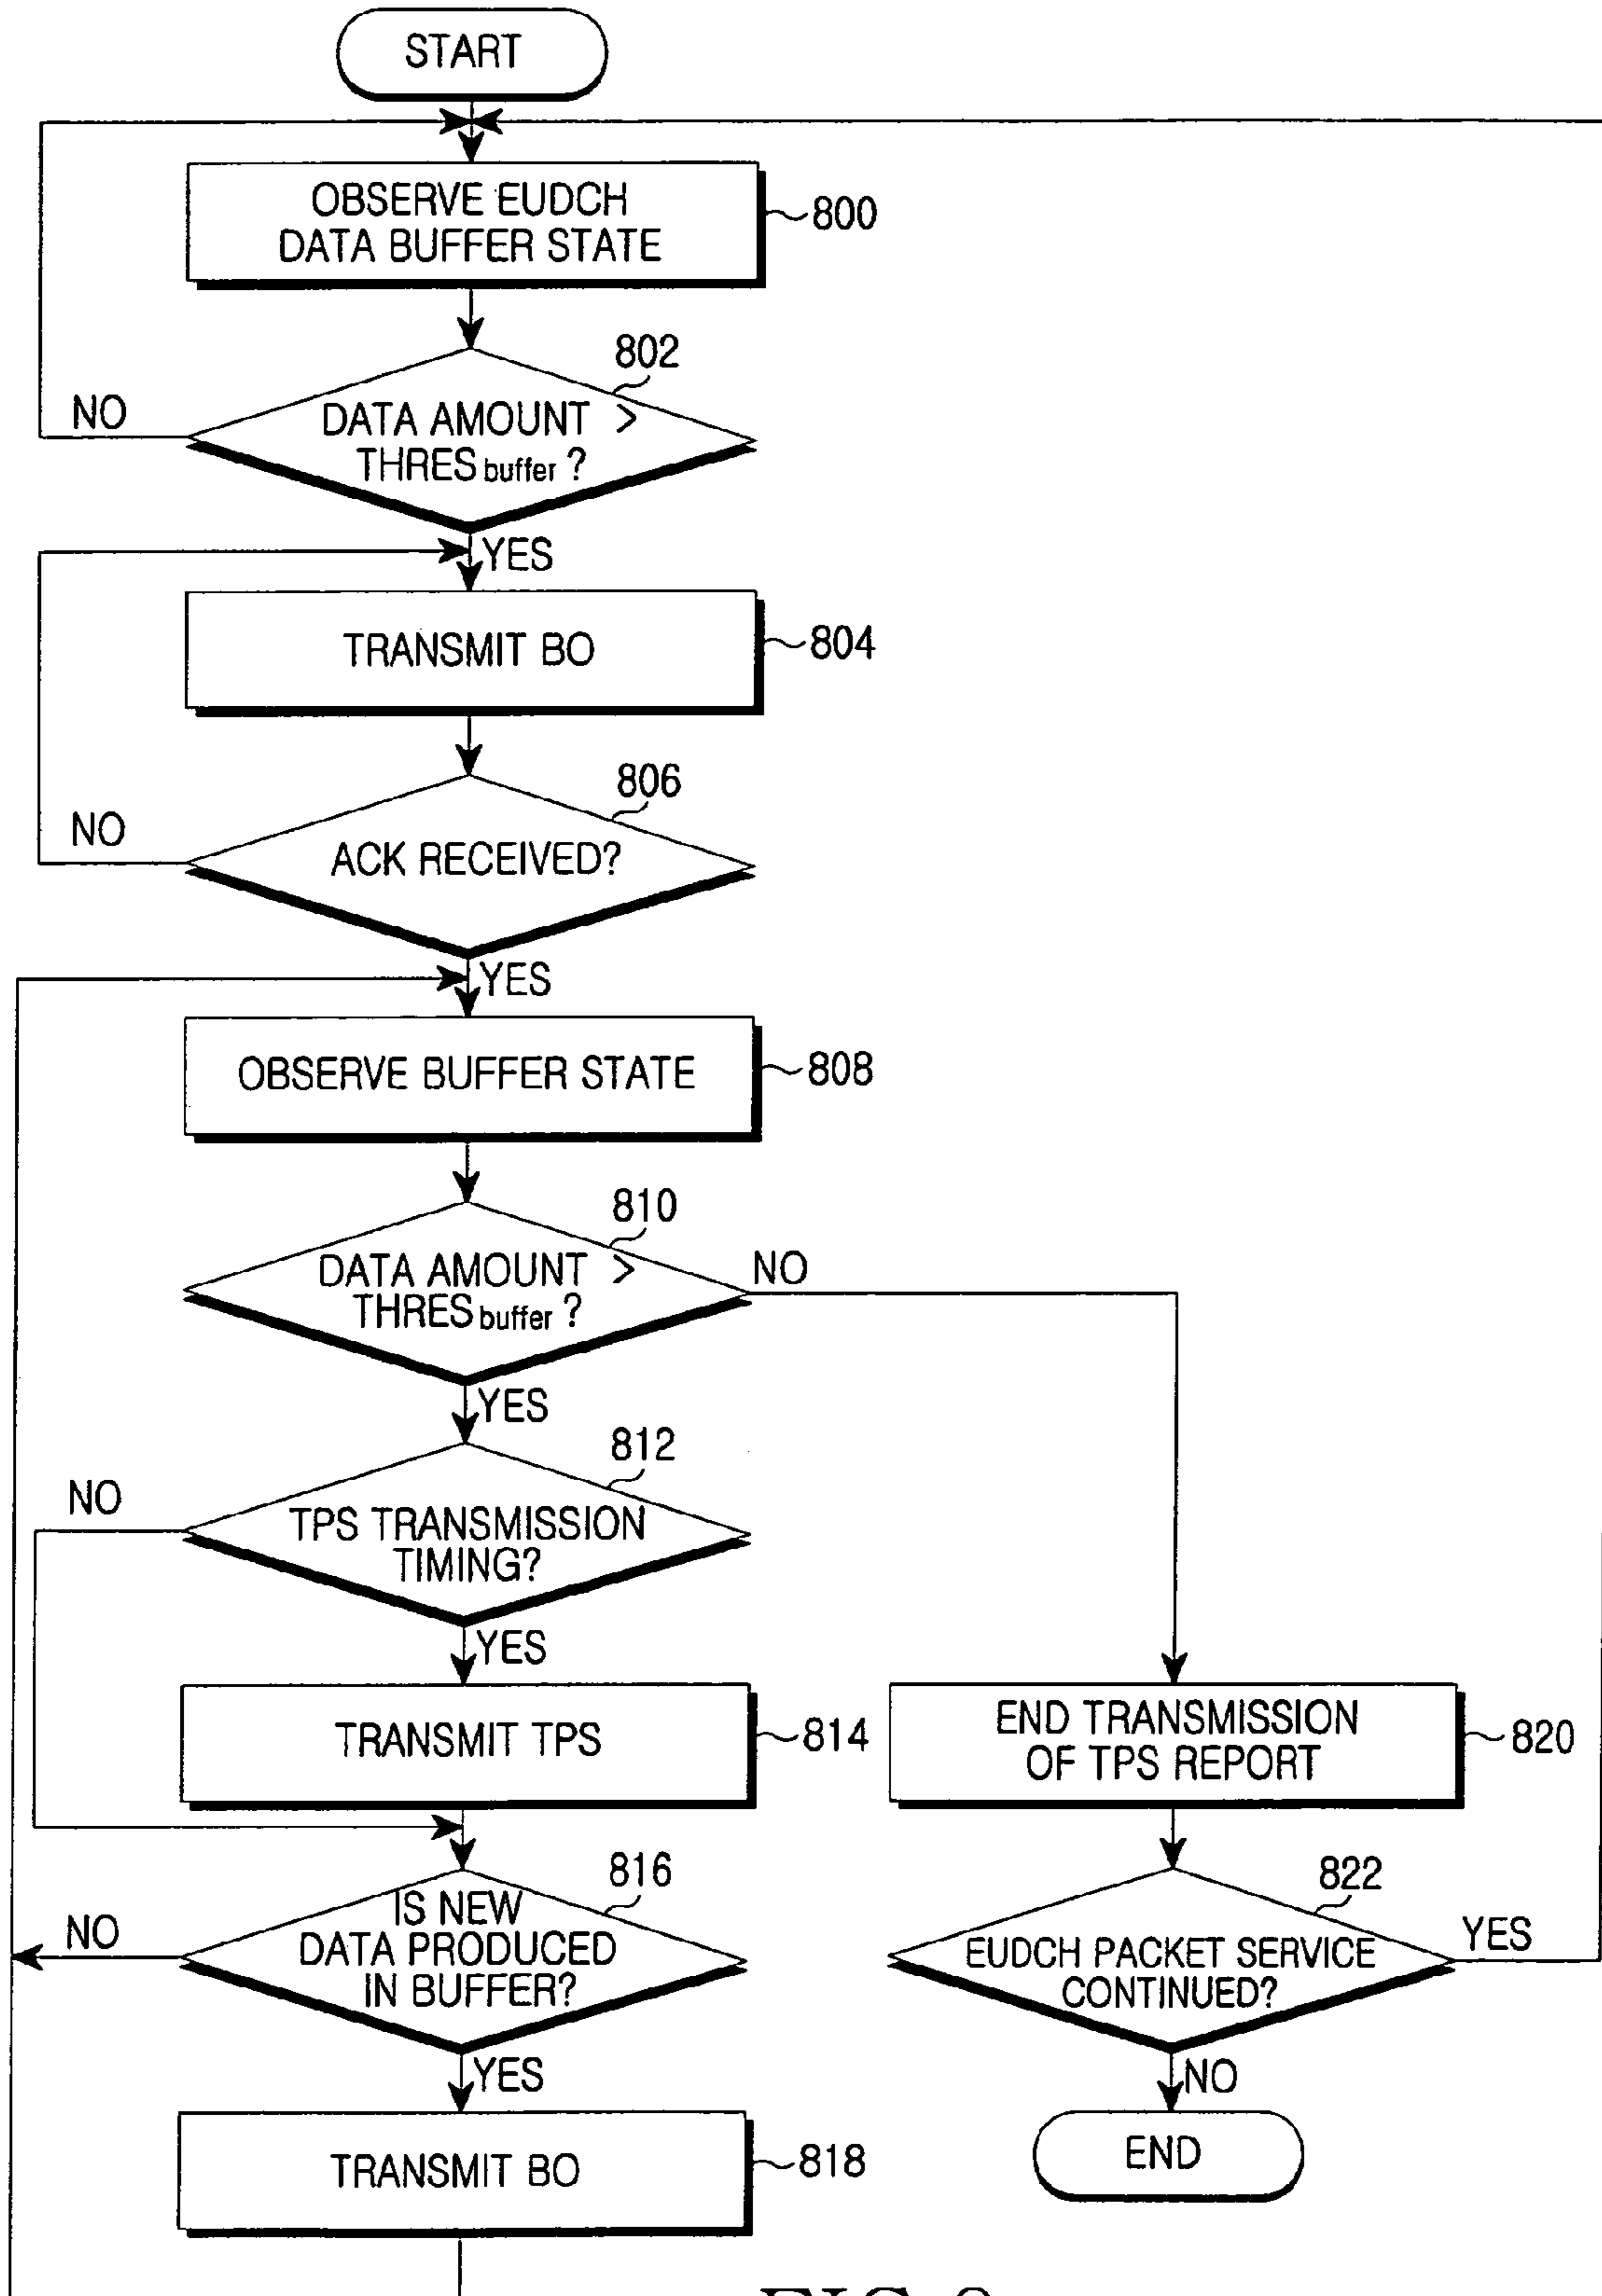 START
OBSERVE EUDCH
DATA BUFFER STATE
800
802
NO
DATA AMOUNT >
THRES buffer ?
YES
TRANSMIT BO
804
806
NO
ACK RECEIVED?
YES
OBSERVE BUFFER STATE
808
810
DATA AMOUNT >
THRES buffer ?
NO
YES
812
NO
TPS TRANSMISSION
TIMING?
YES
TRANSMIT TPS
814
END TRANSMISSION
OF TPS REPORT
820
816
IS NEW
DATA PRODUCED
IN BUFFER?
NO
822
EUDCH PACKET SERVICE
CONTINUED?
YES
YES
NO
TRANSMIT BO
818
END